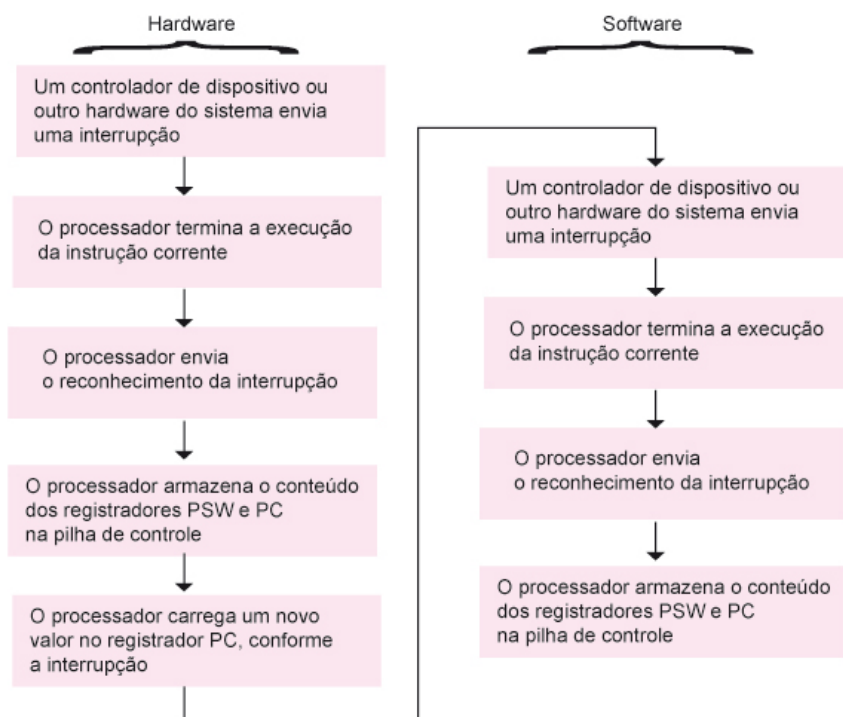 Hardware
Um controlador de dispositivo ou
outro hardware do sistema envia
uma interrupção
O processador termina a execução
da instrução corrente
O processador envia
o reconhecimento da interrupção
O processador armazena o conteúdo
dos registradores PSW e PC
na pilha de controle
O processador carrega um novo
valor no registrador PC, conforme
a interrupção
Software
Um controlador de dispositivo ou
outro hardware do sistema envia
uma interrupção
O processador termina a execução
da instrução corrente
O processador envia
o reconhecimento da interrupção
O processador armazena o conteúdo
dos registradores PSW e PC
na pilha de controle